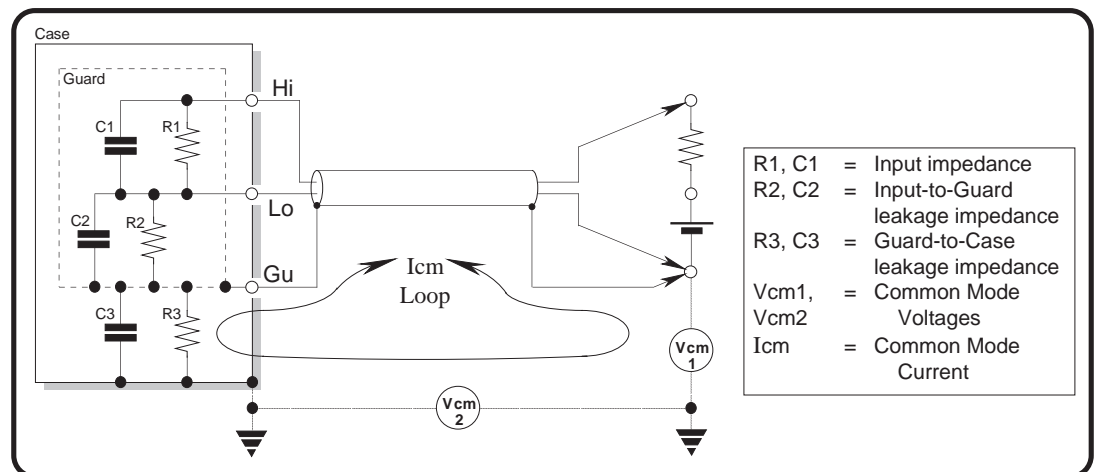 Case
Guard
Hi
C1
R1
Lo
C2
R2
Gu
C3
R3
Icm
Loop
Vcm
1
Vcm
2
R1, C1 = Input impedance
R2, C2 = Input-to-Guard
leakage impedance
R3, C3 = Guard-to-Case
leakage impedance
Vcm1, = Common Mode
Vcm2 Voltages
Icm = Common Mode
Current